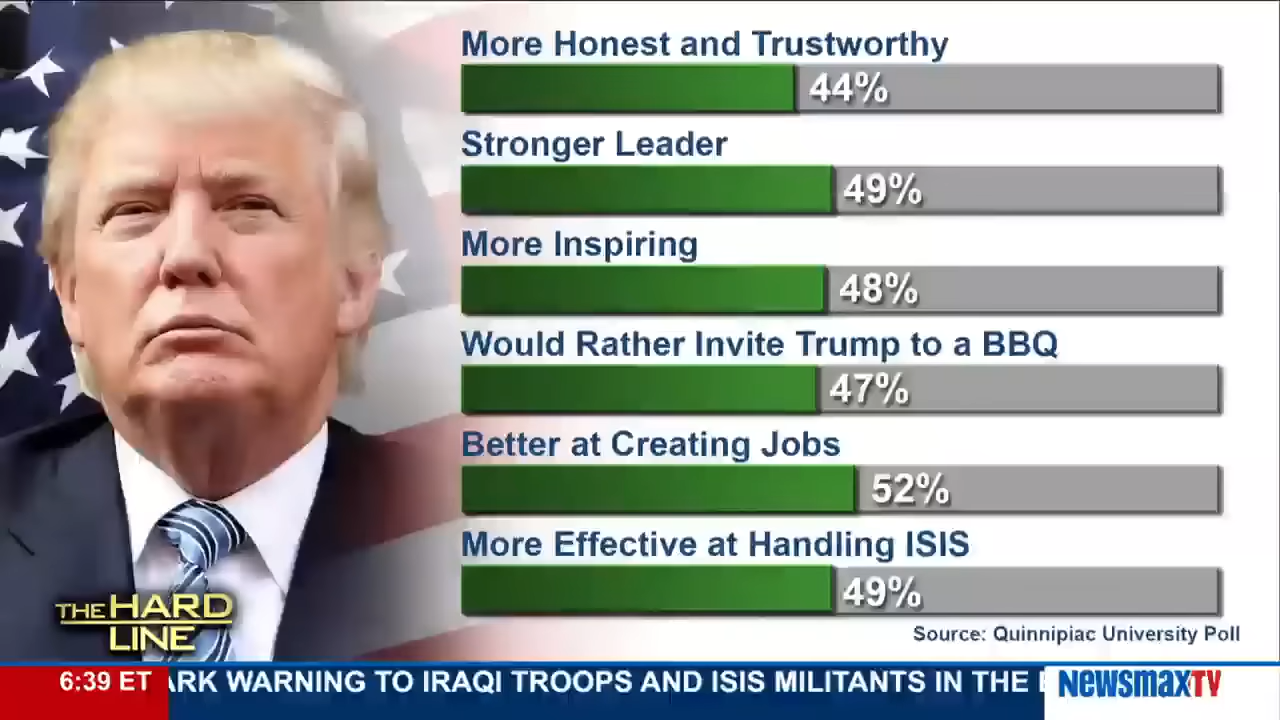 More Honest and Trustworthy
44%
Stronger Leader
49%
More Inspiring
48%
Would Rather Invite Trump to a BBQ
47%
Better at Creating Jobs
52%
More Effective at Handling ISIS
49%
Source: Quinnipiac University Poll
THE HARD
LINE
6:39 ET
WARNING TO IRAQI TROOPS AND ISIS MILITANTS IN THE
NEWSMAXTV